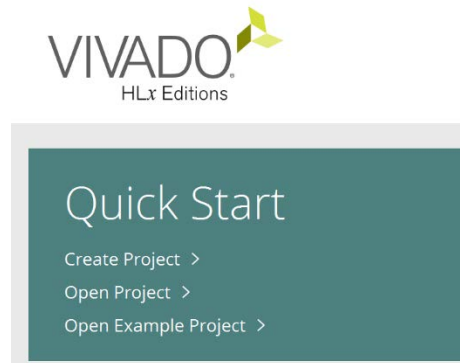 VIVADO.
HLx Editions
Quick Start
Create Project >
Open Project >
Open Example Project >